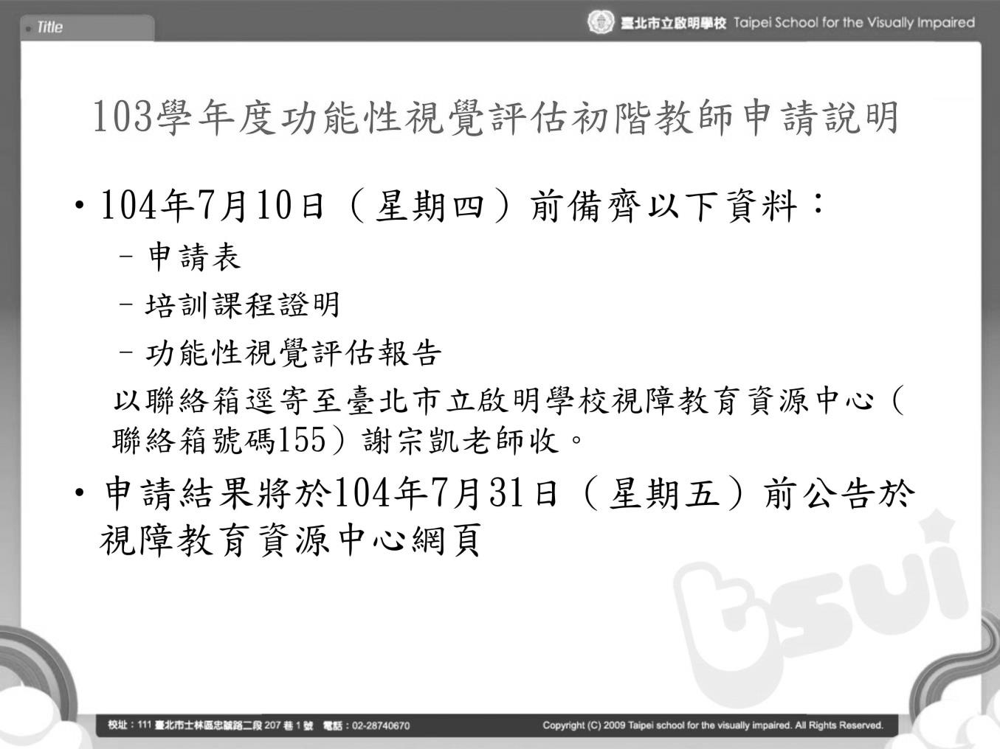 Title
臺北市立啟明學校 Taipei School for the Visually Impaired
103學年度功能性視覺評估初階教師申請說明
•104年7月10日（星期四）前備齊以下資料：
–申請表
–培訓課程證明
–功能性視覺評估報告
以聯絡箱逕寄至臺北市立啟明學校視障教育資源中心（
聯絡箱號碼155）謝宗凱老師收。
•申請結果將於104年7月31日（星期五）前公告於
視障教育資源中心網頁
tsvi
校址：111 臺北市士林區忠誠路二段 207 巷 1 號 電話：02-28740670
Copyright (C) 2009 Taipei school for the visually impaired. All Rights Reserved.